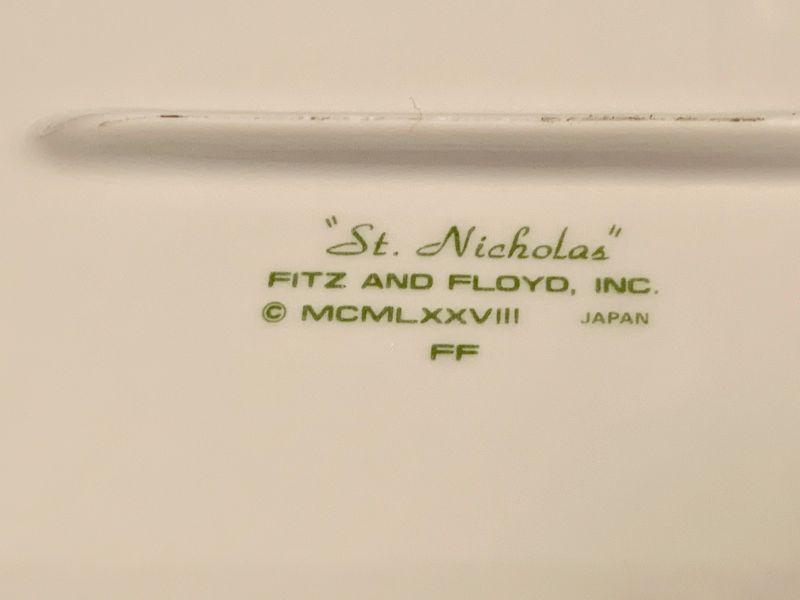 "St. Nicholas"
FITZ AND FLOYD, INC.
© MCMLXXVIII JAPAN
FF